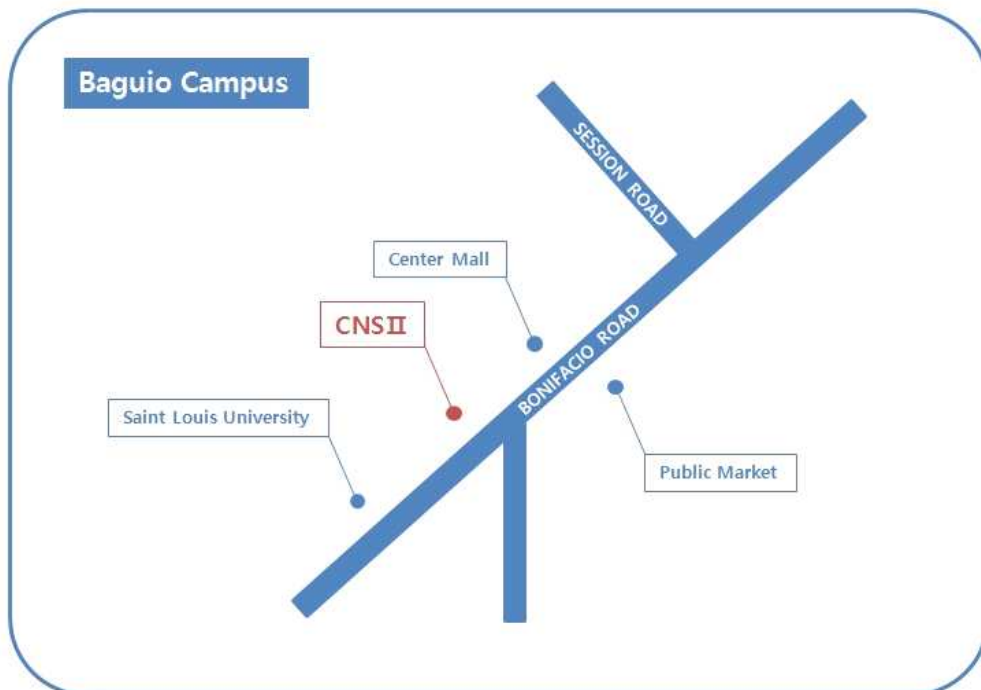 Baguio Campus
SESSION ROAD
Center Mall
CNSⅡ
BONIFACIO ROAD
Saint Louis University
Public Market